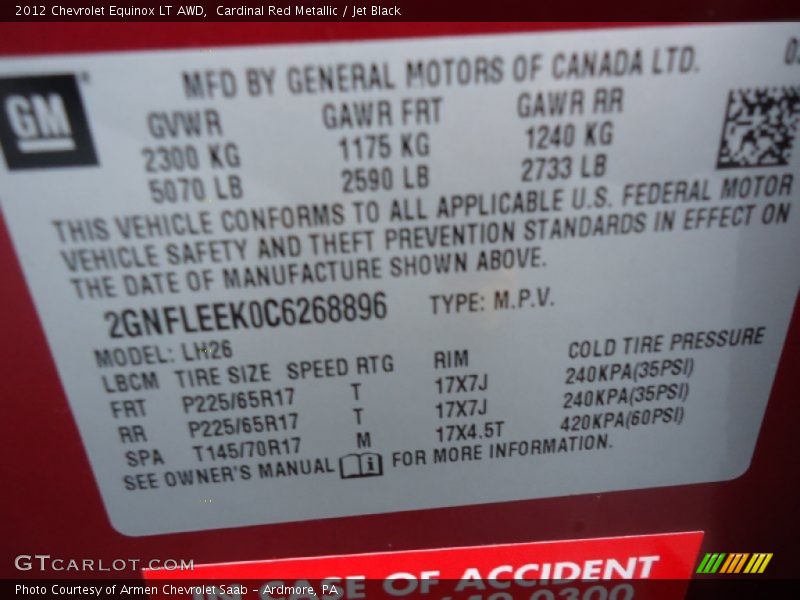 2012 Chevrolet Equinox LT AWD,  Cardinal Red Metallic / Jet Black
MFD BY GENERAL MOTORS OF CANADA LTD.
GM
GVWR GAWR FRT GAWR RR
2300 KG 1175 KG 1240 KG
5070 LB 2590 LB 2733 LB
THIS VEHICLE CONFORMS TO ALL APPLICABLE U.S. FEDERAL MOTOR
VEHICLE SAFETY AND THEFT PREVENTION STANDARDS IN EFFECT ON
THE DATE OF MANUFACTURE SHOWN ABOVE.
2GNFLEEK0C6268896 TYPE: M.P.V.
MODEL: LH26
LBCM TIRE SIZE SPEED RTG RIM COLD TIRE PRESSURE
FRT P225/65R17 T 17X7J 240KPA(35PSI)
RR P225/65R17 T 17X7J 240KPA(35PSI)
SPA T145/70R17 M 17X4.5T 420KPA(60PSI)
SEE OWNER'S MANUAL FOR MORE INFORMATION.
GTCARLOT.COM
IN CASE OF ACCIDENT
Photo Courtesy of Armen Chevrolet Saab – Ardmore, PA